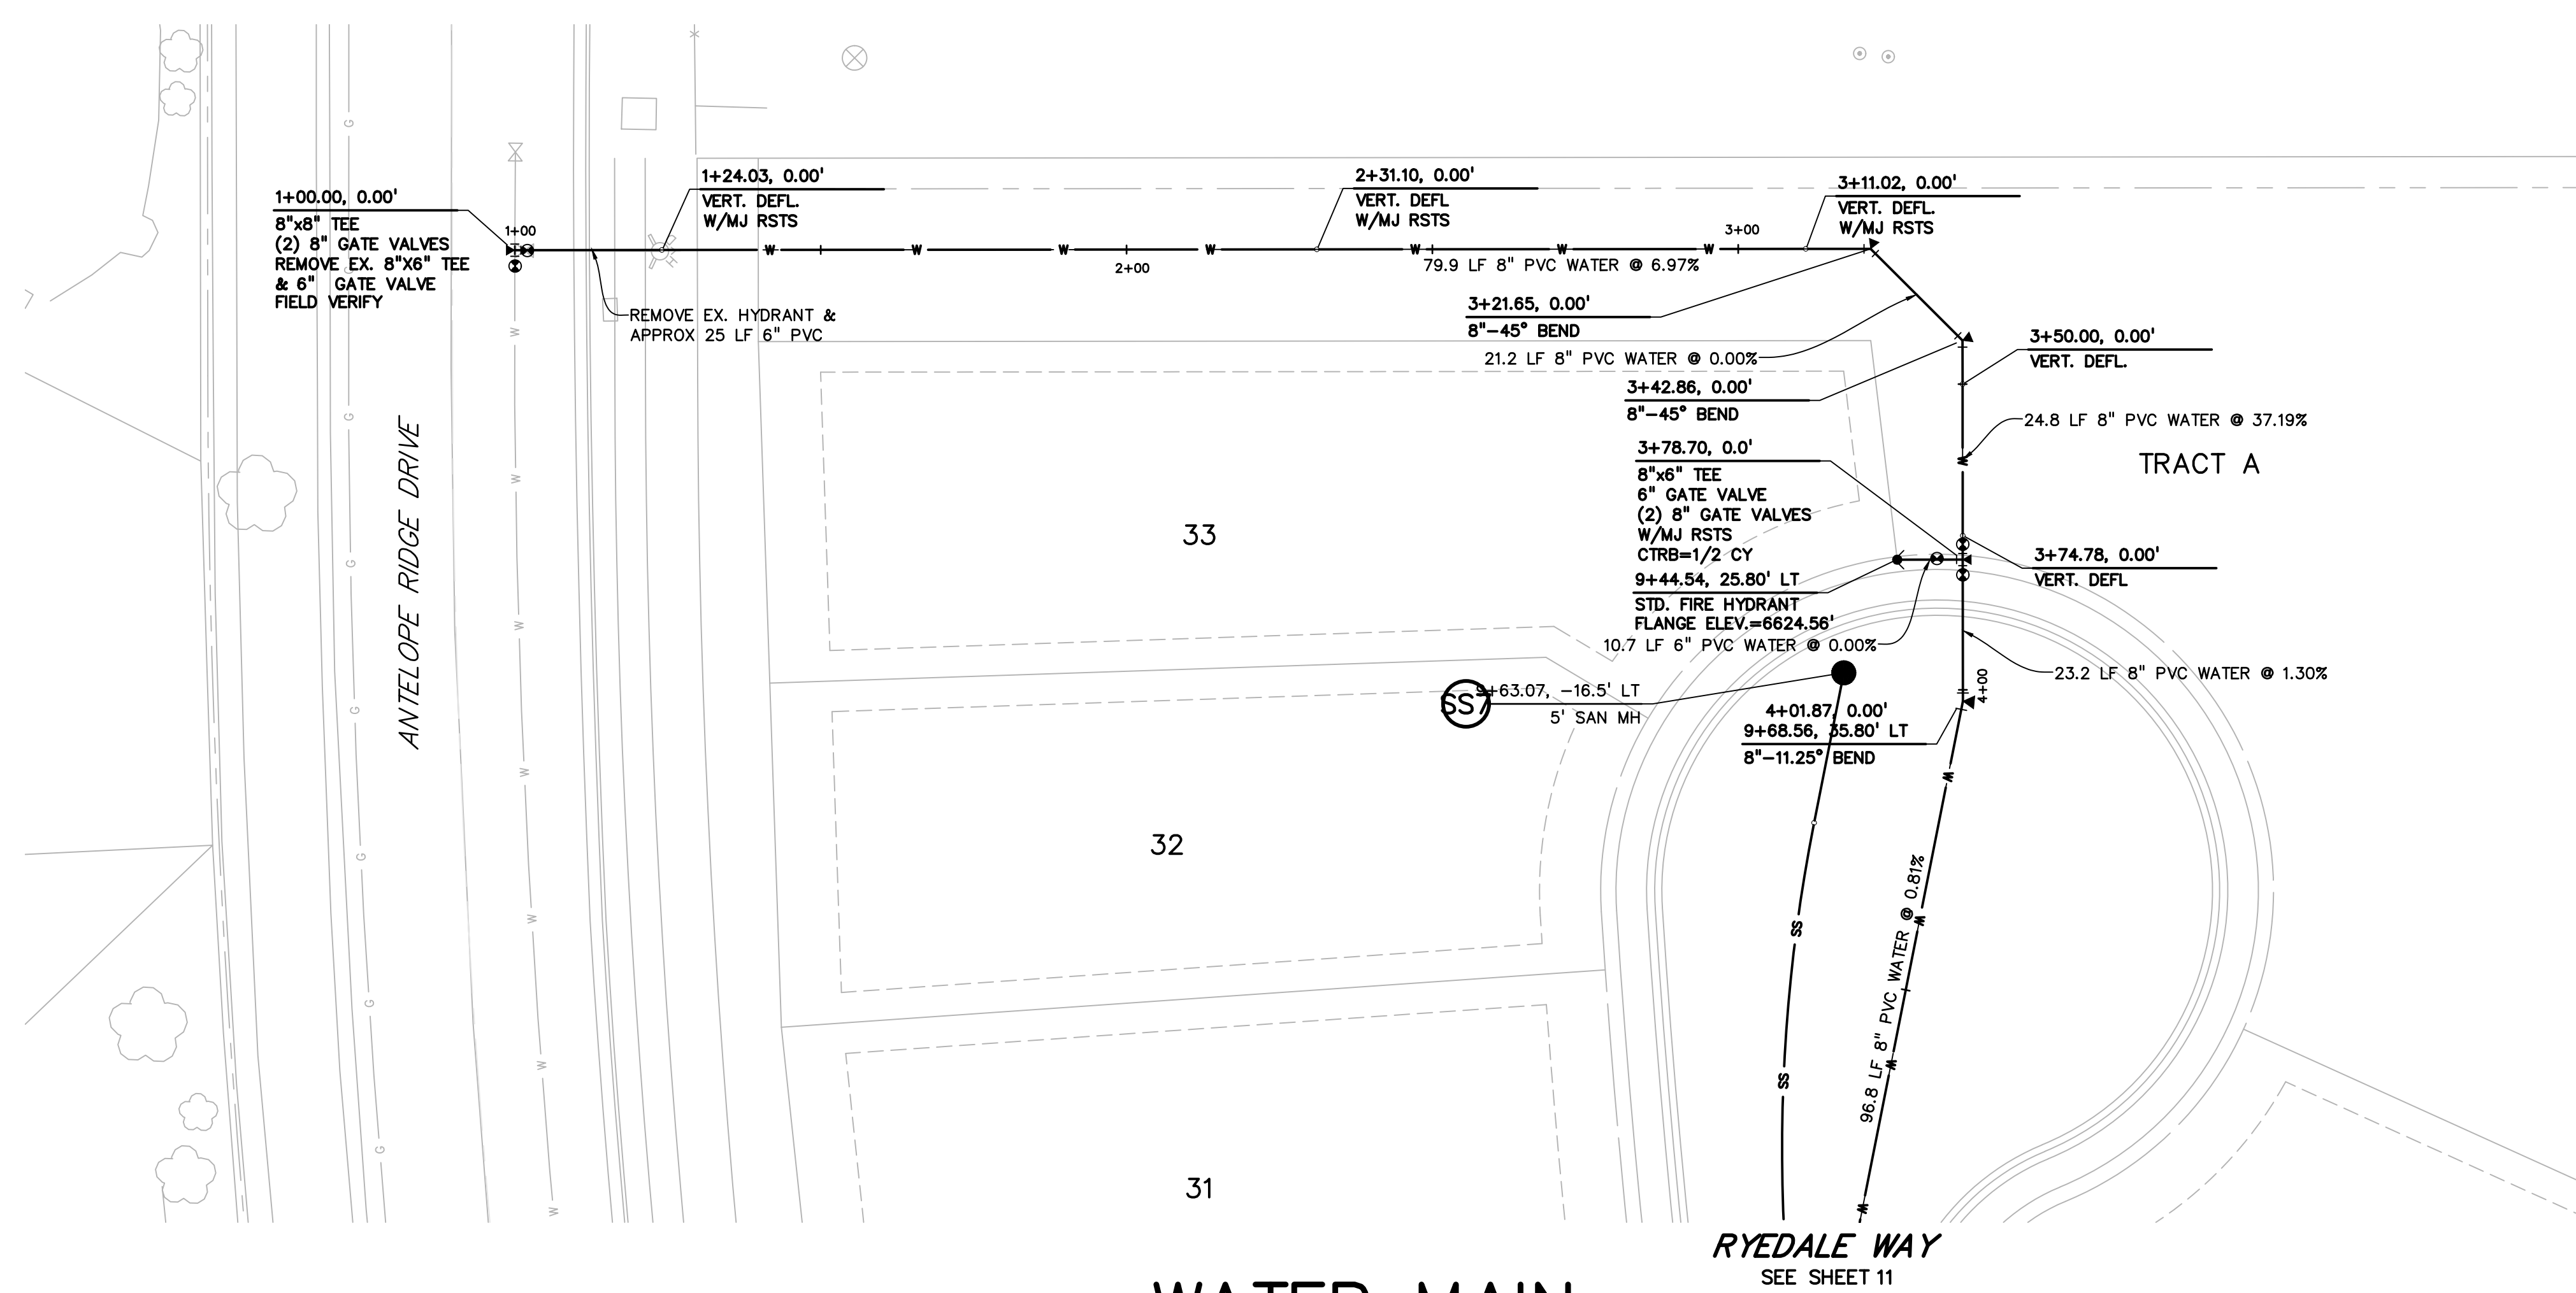 1+00.00, 0.00'
8"x8" TEE
(2) 8" GATE VALVES
REMOVE EX. 8"X6" TEE
& 6" GATE VALVE
FIELD VERIFY
1+00
1+24.03, 0.00'
VERT. DEFL.
W/MJ RSTS
REMOVE EX. HYDRANT &
APPROX 25 LF 6" PVC
2+00
2+31.10, 0.00'
VERT. DEFL
W/MJ RSTS
79.9 LF 8" PVC WATER @ 6.97%
3+00
3+11.02, 0.00'
VERT. DEFL.
W/MJ RSTS
3+21.65, 0.00'
8"-45° BEND
21.2 LF 8" PVC WATER @ 0.00%
3+42.86, 0.00'
8"-45° BEND
3+50.00, 0.00'
VERT. DEFL.
24.8 LF 8" PVC WATER @ 37.19%
TRACT A
3+78.70, 0.0'
8"x6" TEE
6" GATE VALVE
(2) 8" GATE VALVES
W/MJ RSTS
CTRB=1/2 CY
3+74.78, 0.00'
VERT. DEFL
9+44.54, 25.80' LT
STD. FIRE HYDRANT
FLANGE ELEV.=6624.56'
10.7 LF 6" PVC WATER @ 0.00%
23.2 LF 8" PVC WATER @ 1.30%
4+00
SS7
9+63.07, -16.5' LT
5' SAN MH
4+01.87, 0.00'
9+68.56, 35.80' LT
8"-11.25° BEND
96.8 LF 8" PVC WATER @ 0.81%
ANTELOPE RIDGE DRIVE
33
32
31
W W W W W W W
W W W W
W W W W W W W
G G G G G G G G
SS SS
RYEDALE WAY
SEE SHEET 11
WATER MAIN